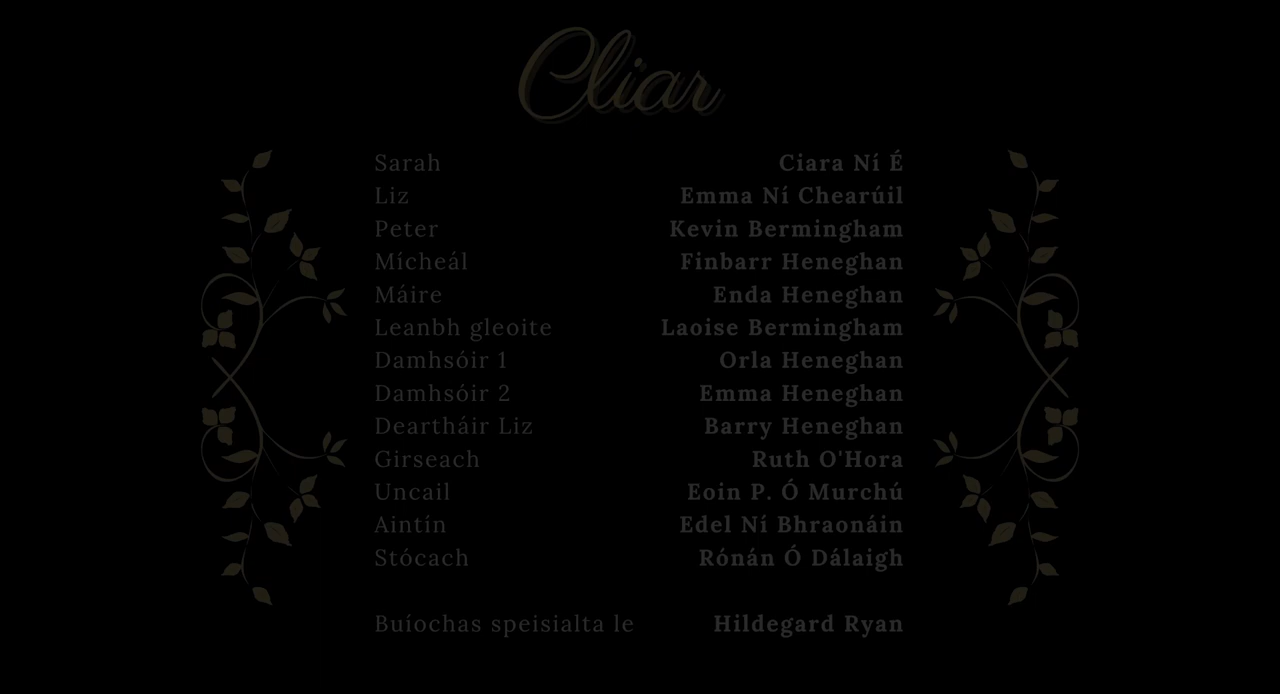 Cliar
Sarah Ciara Ní É
Liz Emma Ní Chearúil
Peter Kevin Bermingham
Mícheál Finbarr Heneghan
Máire Enda Heneghan
Leanbh gleoite Laoise Bermingham
Damhsóir 1 Orla Heneghan
Damhsóir 2 Emma Heneghan
Deartháir Liz Barry Heneghan
Girseach Ruth O'Hora
Uncail Eoin P. Ó Murchú
Aintín Edel Ní Bhraonáin
Stócach Rónán Ó Dálaigh
Buíochas speisialta le Hildegard Ryan